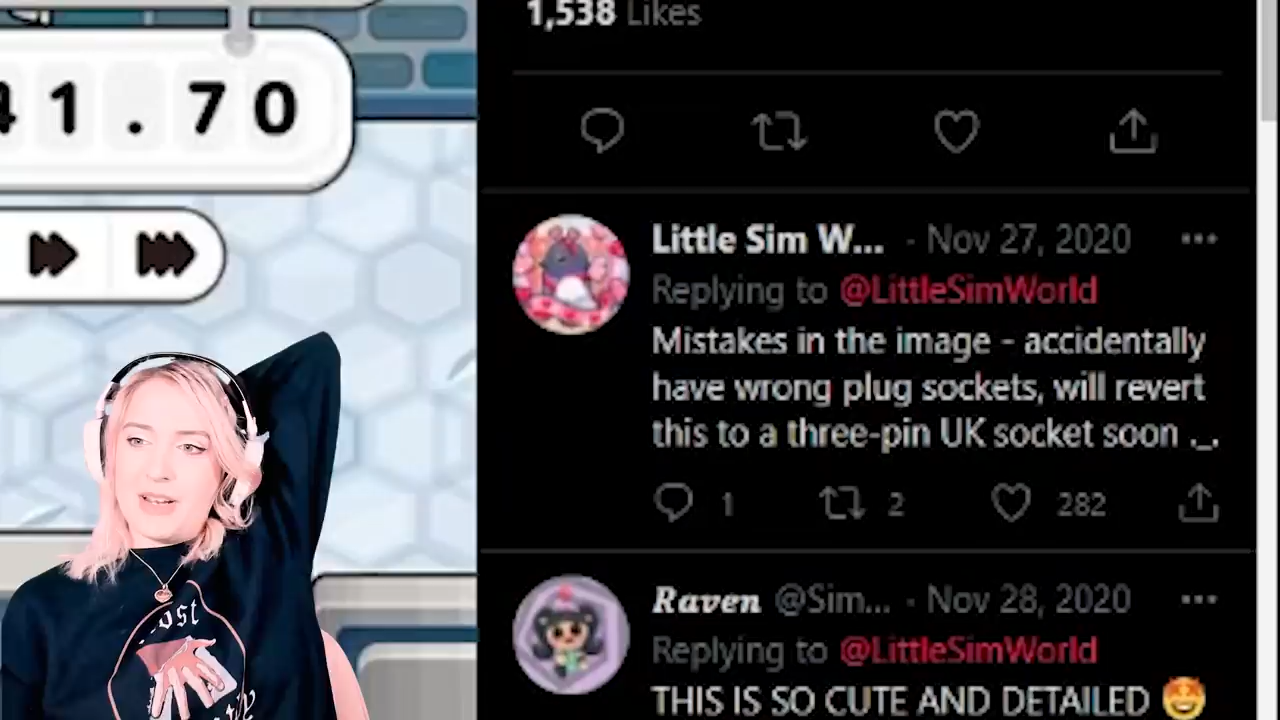 41.70
1,538 Likes
Little Sim W... · Nov 27, 2020
Replying to @LittleSimWorld
Mistakes in the image - accidentally
have wrong plug sockets, will revert
this to a three-pin UK socket soon ._.
1 2 282
Raven @Sim... · Nov 28, 2020
Replying to @LittleSimWorld
THIS IS SO CUTE AND DETAILED 🤩